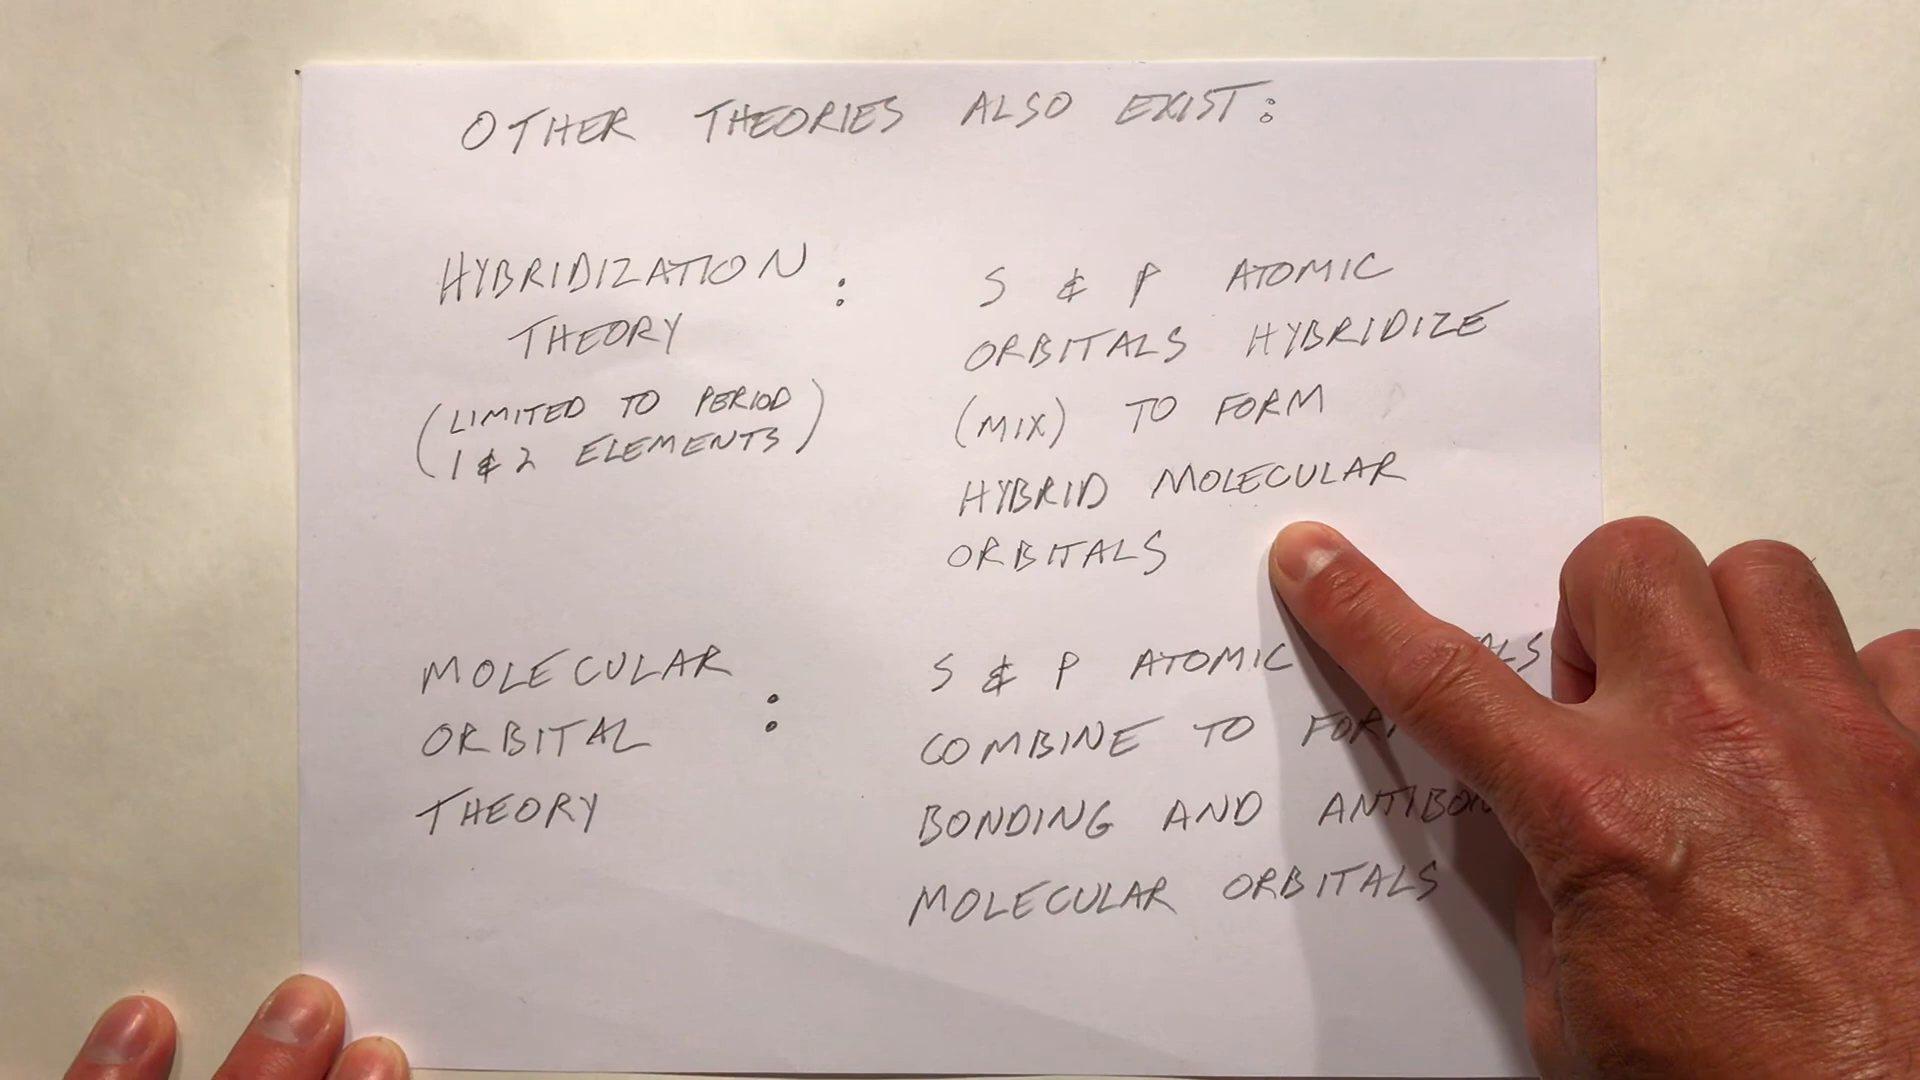 OTHER THEORIES ALSO EXIST:
HYBRIDIZATION :
THEORY
(LIMITED TO PERIOD
1 & 2 ELEMENTS)
S & P ATOMIC
ORBITALS HYBRIDIZE
(MIX) TO FORM
HYBRID MOLECULAR
ORBITALS
MOLECULAR :
ORBITAL
THEORY
S & P ATOMIC
COMBINE TO
BONDING AND
MOLECULAR ORBITALS